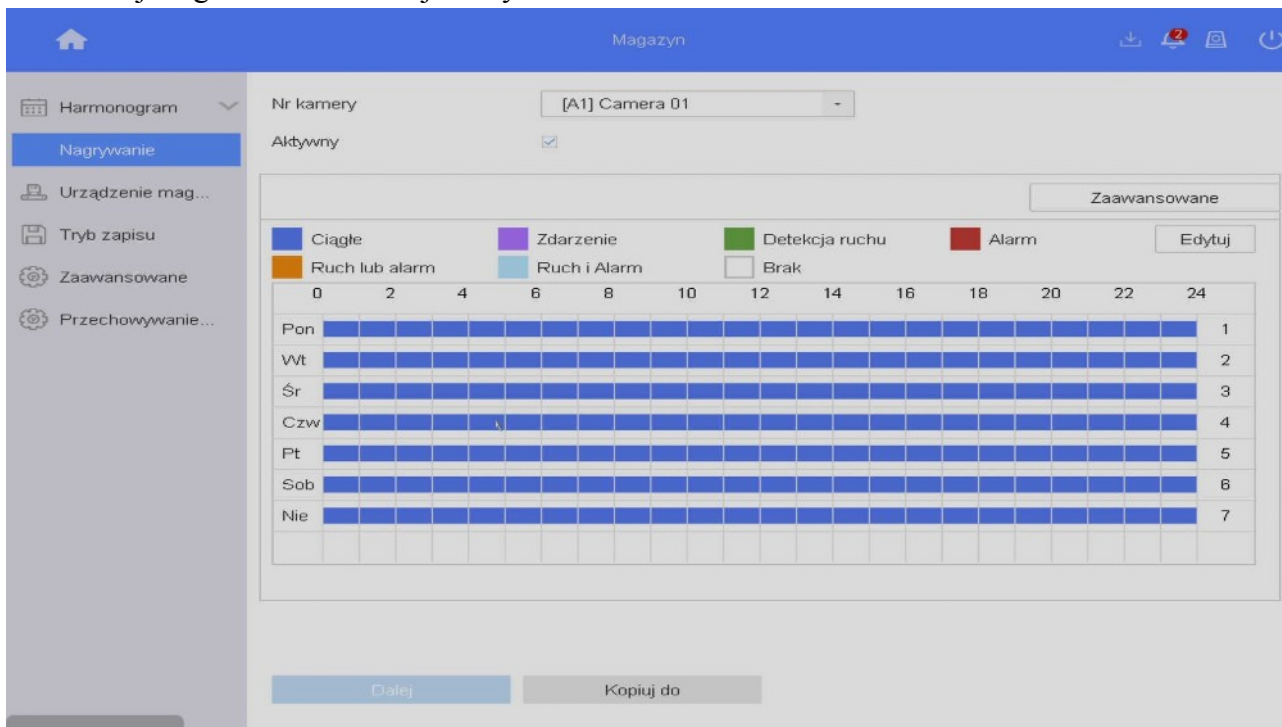 Magazyn
2
Harmonogram
Nagrywanie
Urządzenie mag...
Tryb zapisu
Zaawansowane
Przechowywanie...
Nr kamery
[A1] Camera 01
Aktywny
Zaawansowane
Ciągłe Zdarzenie Detekcja ruchu Alarm Edytuj
Ruch lub alarm Ruch i Alarm Brak
0 2 4 6 8 10 12 14 16 18 20 22 24
Pon 1
Wt 2
Śr 3
Czw 4
Pt 5
Sob 6
Nie 7
Dalej Kopiuj do